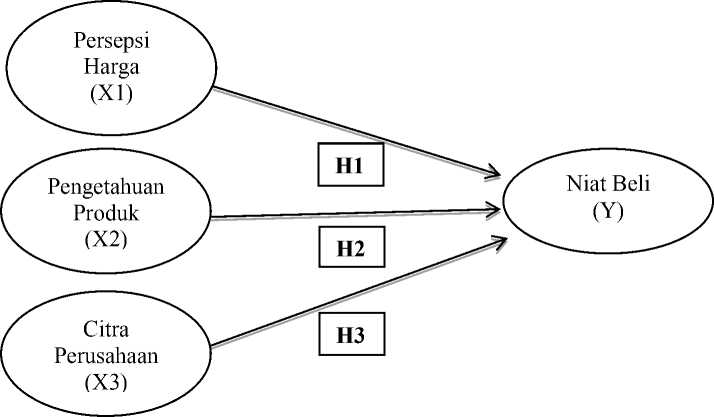 Persepsi
Harga
(X1)
H1
Pengetahuan
Produk
(X2)
Niat Beli
(Y)
H2
Citra
Perusahaan
(X3)
H3